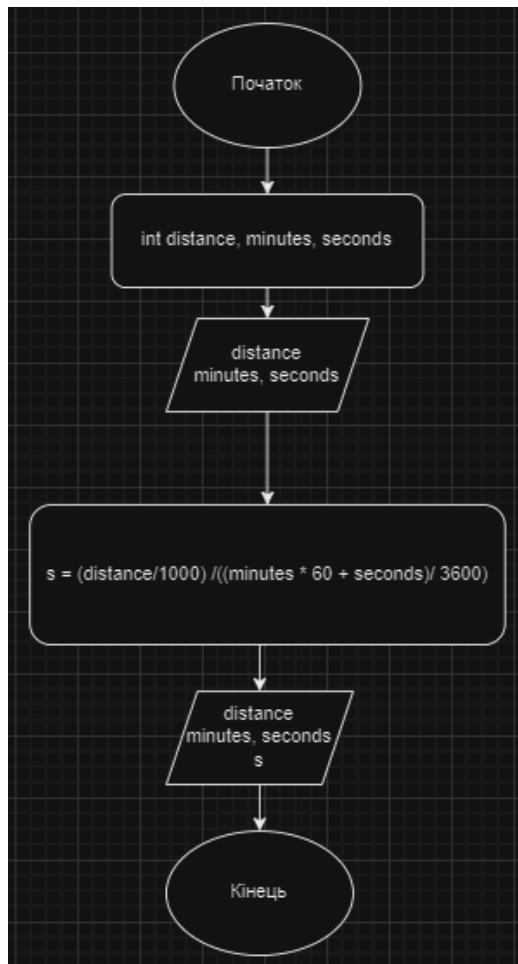 Початок
int distance, minutes, seconds
distance
minutes, seconds
s = (distance/1000) /((minutes * 60 + seconds)/ 3600)
distance
minutes, seconds
s
Кінець